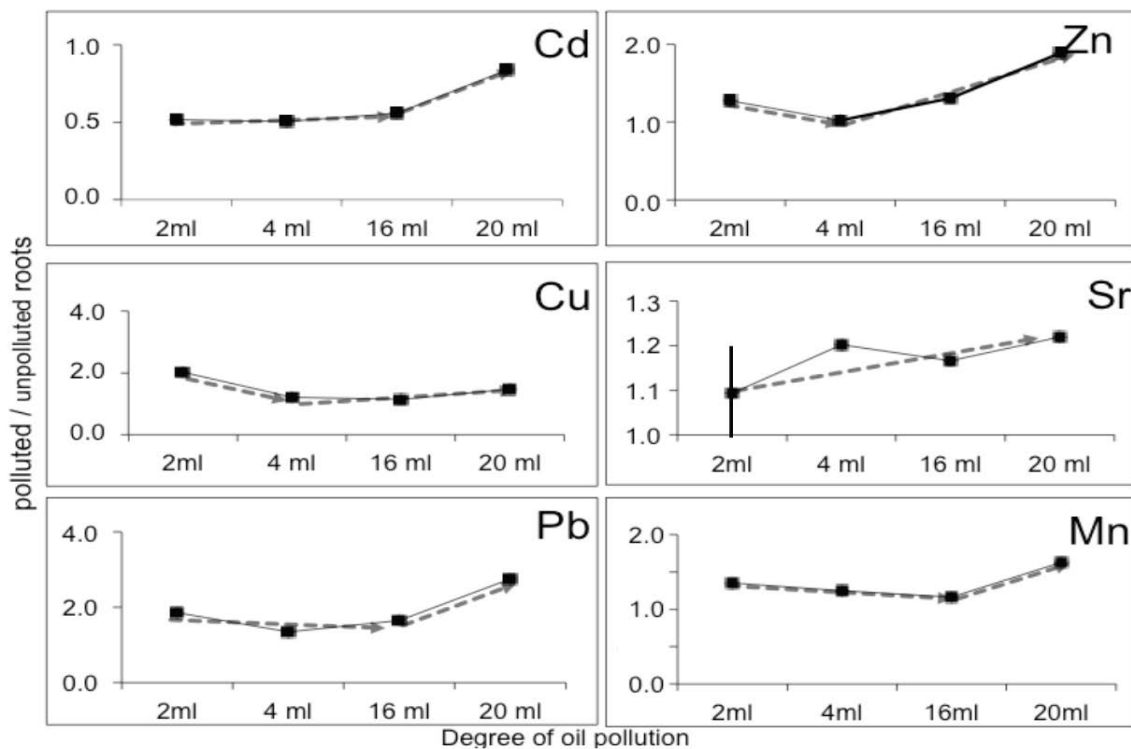 polluted / unpolluted roots
Cd
1.0
0.5
0.0
2ml 4 ml 16 ml 20 ml
Zn
2.0
1.0
0.0
2ml 4 ml 16 ml 20 ml
Cu
4.0
2.0
0.0
2ml 4 ml 16 ml 20 ml
Sr
1.3
1.2
1.1
1.0
2ml 4 ml 16 ml 20 ml
Pb
4.0
2.0
0.0
2ml 4 ml 16 ml 20 ml
Mn
2.0
1.0
0.0
2ml 4ml 16ml 20ml
Degree of oil pollution